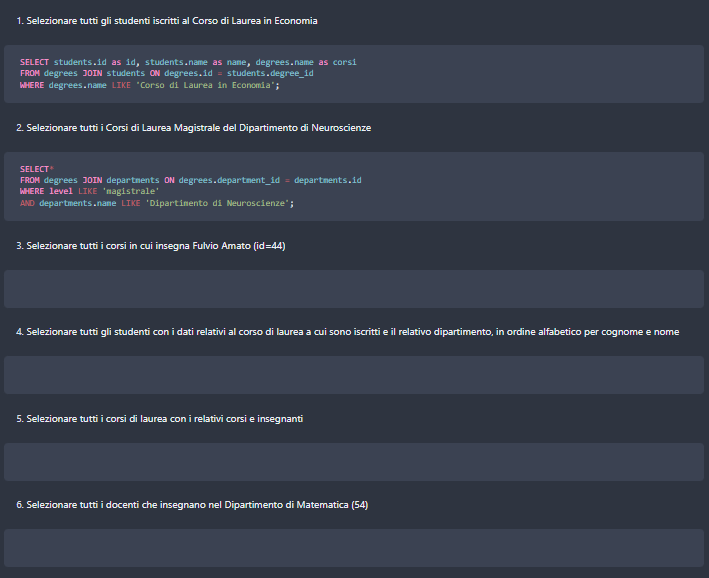 1. Selezionare tutti gli studenti iscritti al Corso di Laurea in Economia
SELECT students.id as id, students.name as name, degrees.name as corsi
FROM degrees JOIN students ON degrees.id = students.degree_id
WHERE degrees.name LIKE 'Corso di Laurea in Economia';
2. Selezionare tutti i Corsi di Laurea Magistrale del Dipartimento di Neuroscienze
SELECT*
FROM degrees JOIN departments ON degrees.department_id = departments.id
WHERE level LIKE 'magistrale'
AND departments.name LIKE 'Dipartimento di Neuroscienze';
3. Selezionare tutti i corsi in cui insegna Fulvio Amato (id=44)
4. Selezionare tutti gli studenti con i dati relativi al corso di laurea a cui sono iscritti e il relativo dipartimento, in ordine alfabetico per cognome e nome
5. Selezionare tutti i corsi di laurea con i relativi corsi e insegnanti
6. Selezionare tutti i docenti che insegnano nel Dipartimento di Matematica (54)